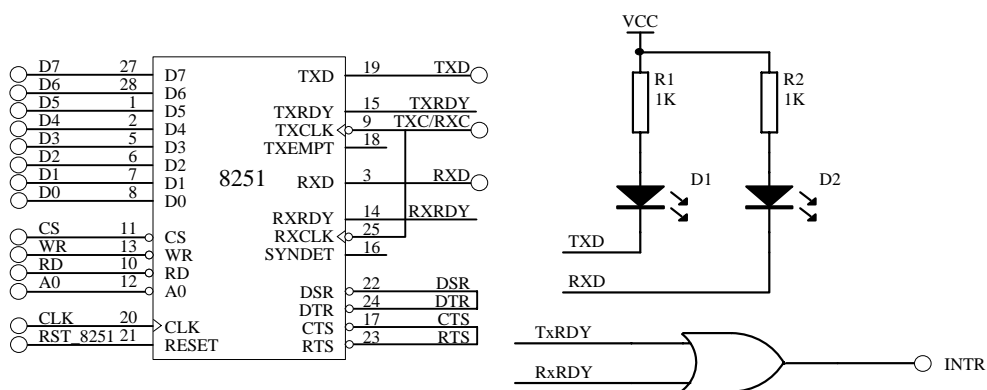 VCC
D7 27 D7 TXD 19 TXD
D6 28 D6
D5 1 D5 TXRDY 15 TXRDY
D4 2 D4 TXCLK 9 TXC/RXC
D3 5 D3 TXEMPT 18
D2 6 D2
D1 7 D1 8251 RXD 3 RXD
D0 8 D0
RXRDY 14 RXRDY
CS 11 CS RXCLK 25
WR 13 WR SYNDET 16
RD 10 RD
A0 12 A0 DSR 22 DSR
DTR 24 DTR
CLK 20 CLK CTS 17 CTS
RST_8251 21 RESET RTS 23 RTS
R1 R2
1K 1K
D1 D2
TXD
RXD
TxRDY
INTR
RxRDY